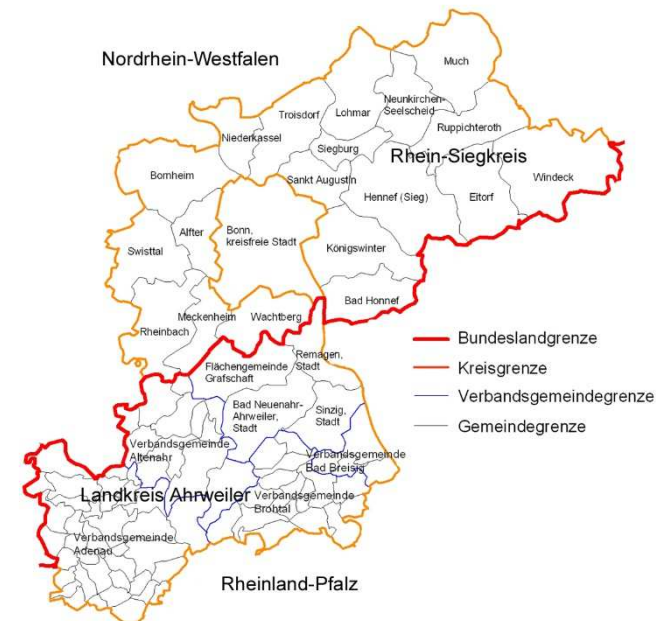 Nordrhein-Westfalen
Much
Neunkirchen-
Seelscheid
Lohmar
Troisdorf
Ruppichteroth
Niederkassel
Siegburg
Rhein-Siegkreis
Bornheim
Sankt Augustin
Windeck
Hennef (Sieg)
Eitorf
Alfter
Bonn,
kreisfreie Stadt
Swisttal
Königswinter
Bad Honnef
Meckenheim
Wachtberg
Rheinbach
Bundeslandgrenze
Kreisgrenze
Verbandsgemeindegrenze
Gemeindegrenze
Remagen,
Stadt
Flächengemeinde
Grafschaft
Bad Neuenahr-
Ahrweiler,
Stadt
Sinzig,
Stadt
Verbandsgemeinde
Altenahr
Verbandsgemeinde
Bad Breisig
Landkreis Ahrweiler
Verbandsgemeinde
Brohtal
Verbandsgemeinde
Adenau
Rheinland-Pfalz